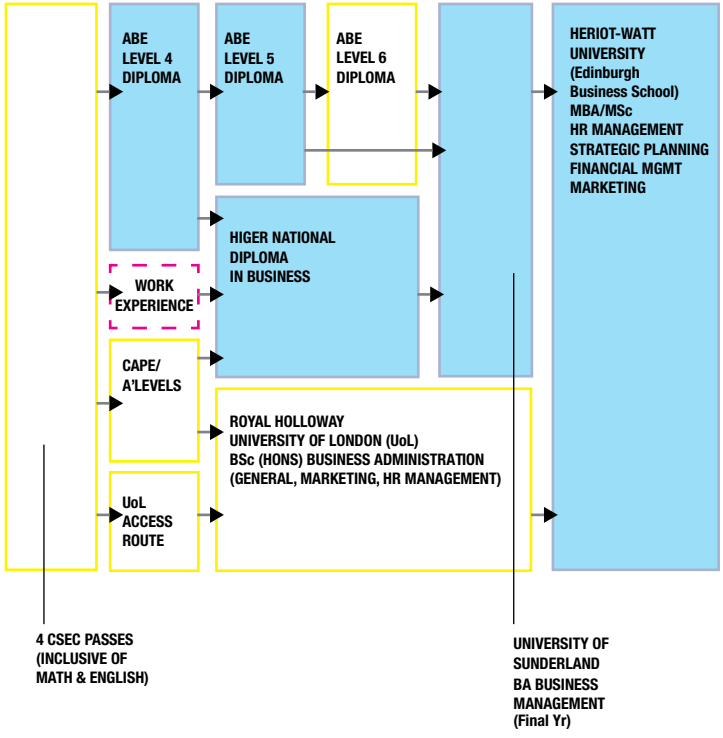 ABE
LEVEL 4
DIPLOMA
ABE
LEVEL 5
DIPLOMA
ABE
LEVEL 6
DIPLOMA
HERIOT-WATT
UNIVERSITY
(Edinburgh
Business School)
MBA/MSc
HR MANAGEMENT
STRATEGIC PLANNING
FINANCIAL MGMT
MARKETING
HIGER NATIONAL
DIPLOMA
IN BUSINESS
WORK
EXPERIENCE
CAPE/
A'LEVELS
ROYAL HOLLOWAY
UNIVERSITY OF LONDON (UoL)
BSc (HONS) BUSINESS ADMINISTRATION
(GENERAL, MARKETING, HR MANAGEMENT)
UoL
ACCESS
ROUTE
4 CSEC PASSES
(INCLUSIVE OF
MATH & ENGLISH)
UNIVERSITY OF
SUNDERLAND
BA BUSINESS
MANAGEMENT
(Final Yr)